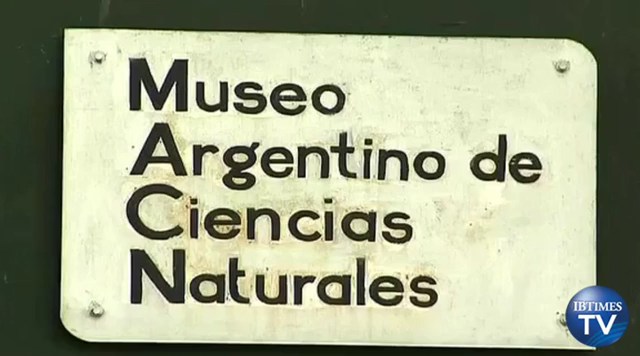 Museo
Argentino de
Ciencias
Naturales
IBTIMES
TV